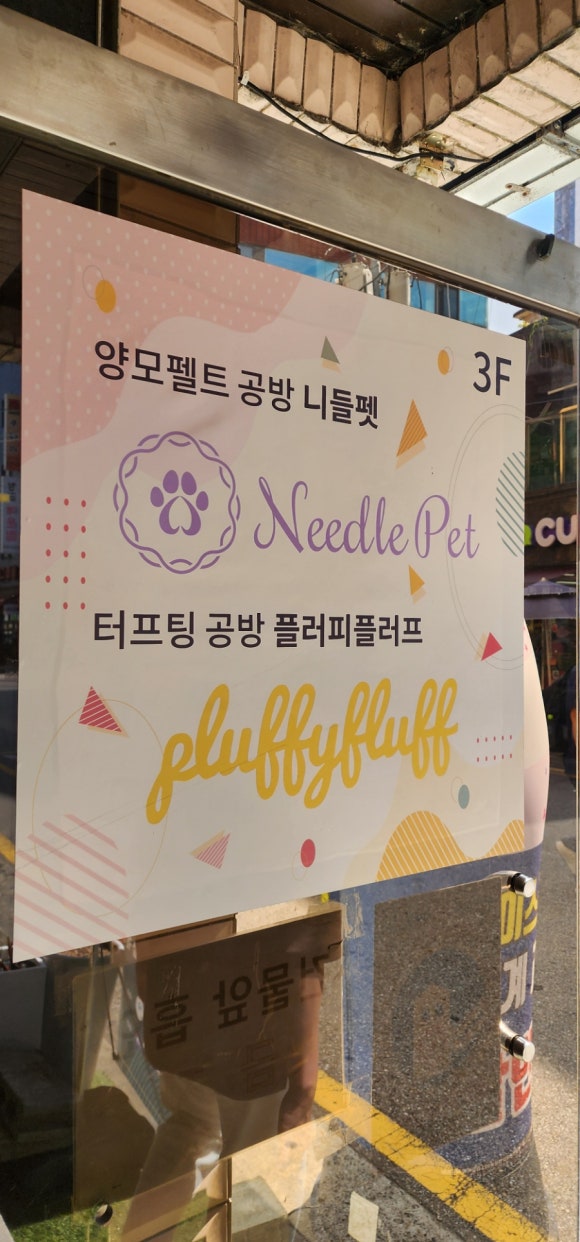 양모펠트 공방 니들펫
3F
Needle Pet
터프팅 공방 플러피플러프
pluffyfluff
CU